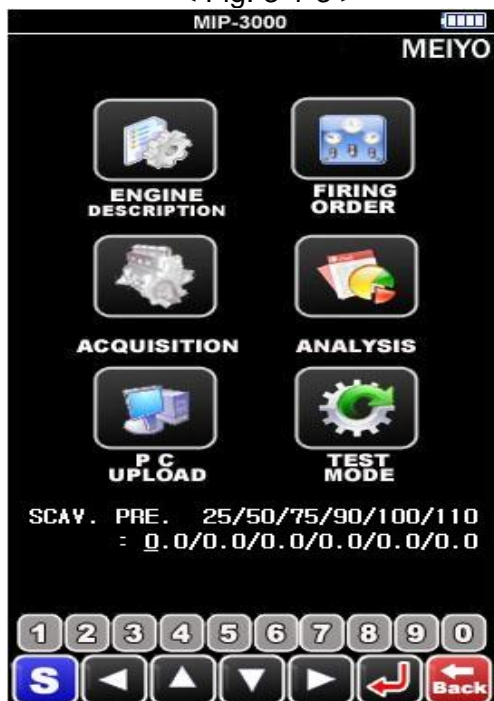 MIP-3000
MEIYO
ENGINE
DESCRIPTION
FIRING
ORDER
ACQUISITION
ANALYSIS
P C
UPLOAD
TEST
MODE
SCAV. PRE. 25/50/75/90/100/110
: 0.0/0.0/0.0/0.0/0.0/0.0
1 2 3 4 5 6 7 8 9 0
S
Back